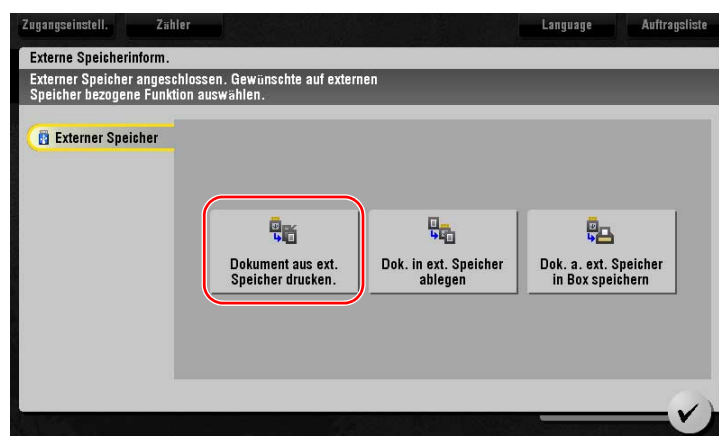 Zugangseinstell. Zähler Language Auftragsliste
Externe Speicherinform.
Externer Speicher angeschlossen. Gewünschte auf externen
Speicher bezogene Funktion auswählen.
Externer Speicher
Dokument aus ext.
Speicher drucken.
Dok. in ext. Speicher
ablegen
Dok. a. ext. Speicher
in Box speichern